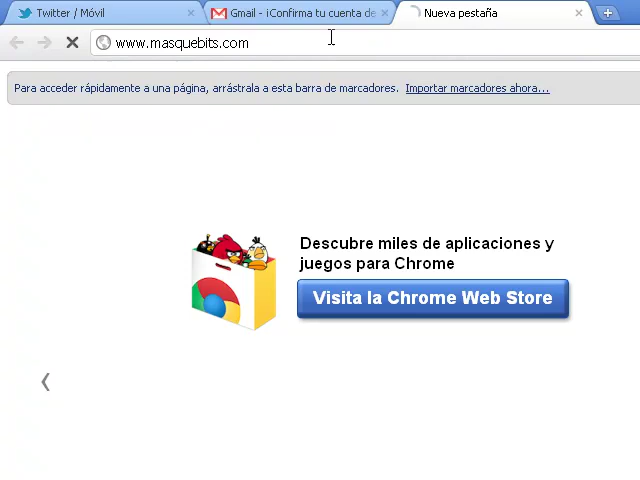 Twitter / Móvil
Gmail - ¡Confirma tu cuenta de
Nueva pestaña
www.masquebits.com
Para acceder rápidamente a una página, arrástrala a esta barra de marcadores. Importar marcadores ahora...
Descubre miles de aplicaciones y
juegos para Chrome
Visita la Chrome Web Store